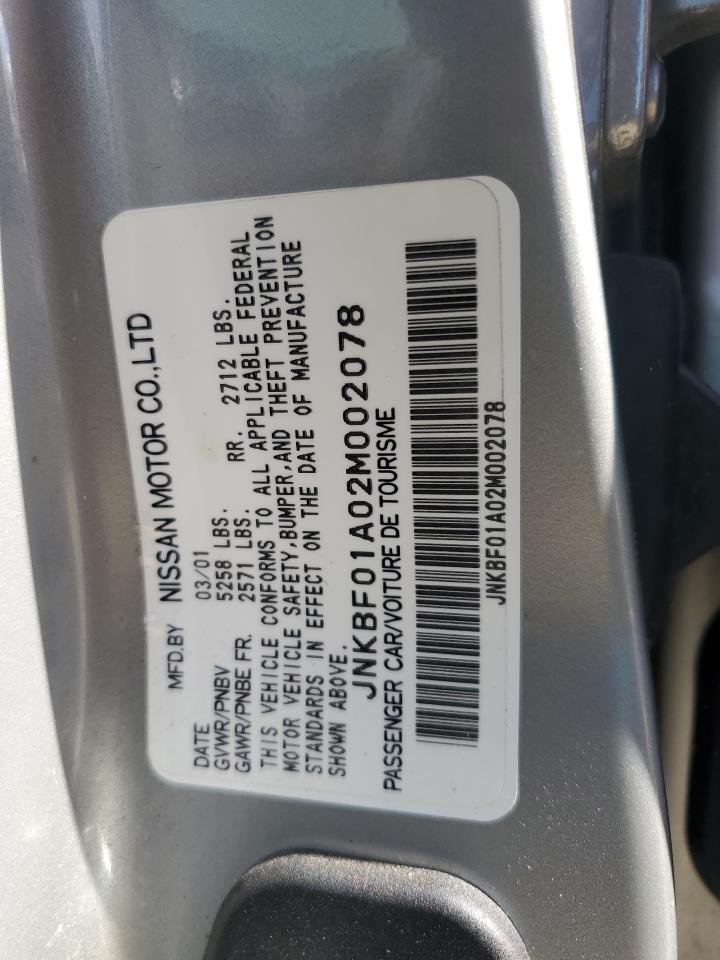 MFD.BY NISSAN MOTOR CO.,LTD
DATE 03/01
GVWR/PNBV 5258 LBS.
GAWR/PNBE FR. 2571 LBS. RR. 2712 LBS.
THIS VEHICLE CONFORMS TO ALL APPLICABLE FEDERAL
MOTOR VEHICLE SAFETY,BUMPER,AND THEFT PREVENTION
STANDARDS IN EFFECT ON THE DATE OF MANUFACTURE
SHOWN ABOVE.
JNKBF01A02M002078
PASSENGER CAR/VOITURE DE TOURISME
JNKBF01A02M002078